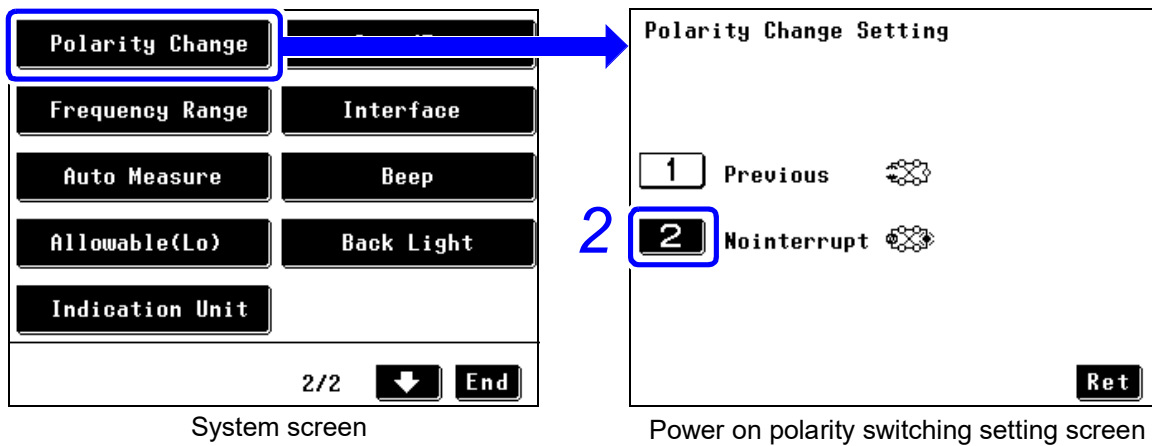 Polarity Change
Frequency Range
Interface
Auto Measure
Beep
Allowable(Lo)
Back Light
Indication Unit
2/2
End
System screen
Polarity Change Setting
1 Previous
2
2 Nointerrupt
Ret
Power on polarity switching setting screen